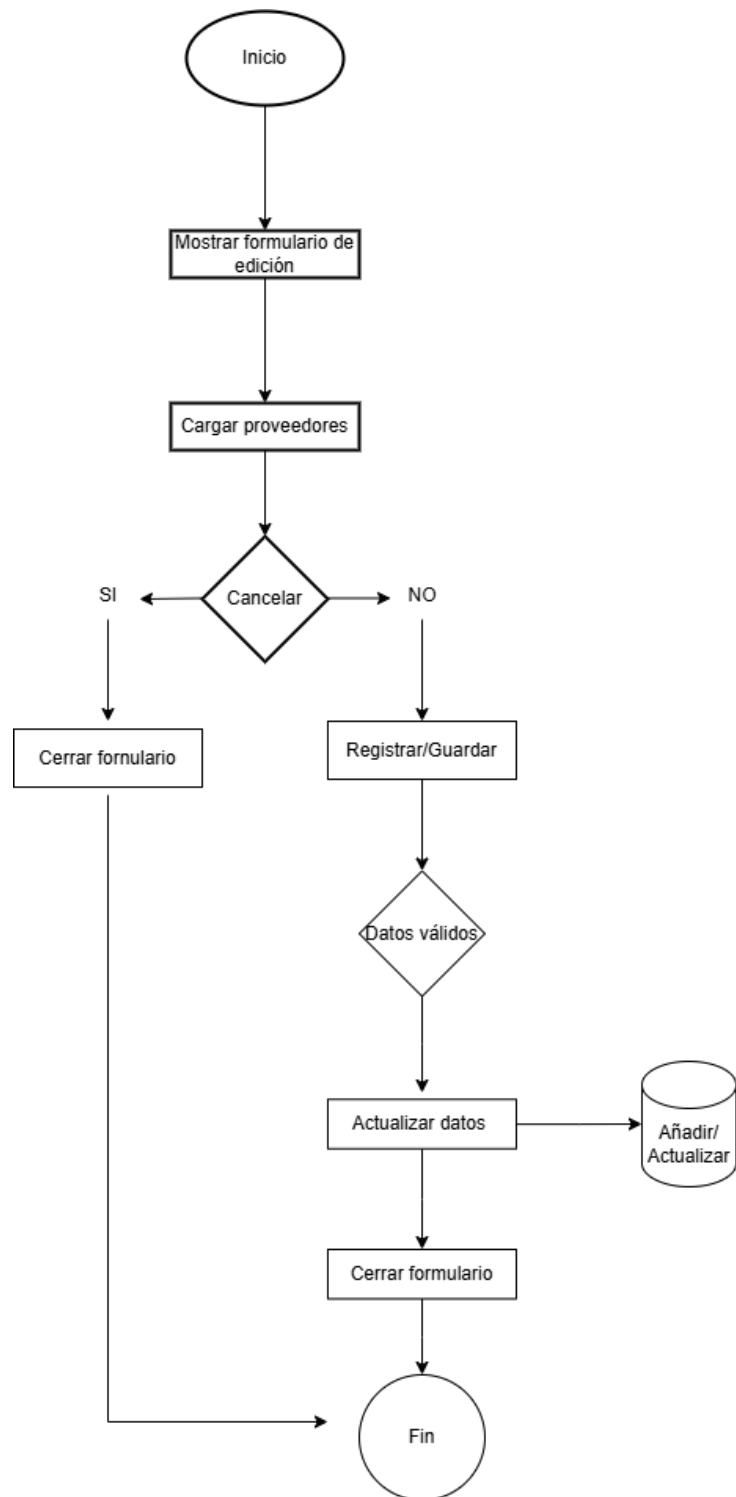 Inicio
Mostrar formulario de
edición
Cargar proveedores
SI
Cancelar
NO
Cerrar fornulario
Registrar/Guardar
Datos válidos
Actualizar datos
Añadir/
Actualizar
Cerrar formulario
Fin